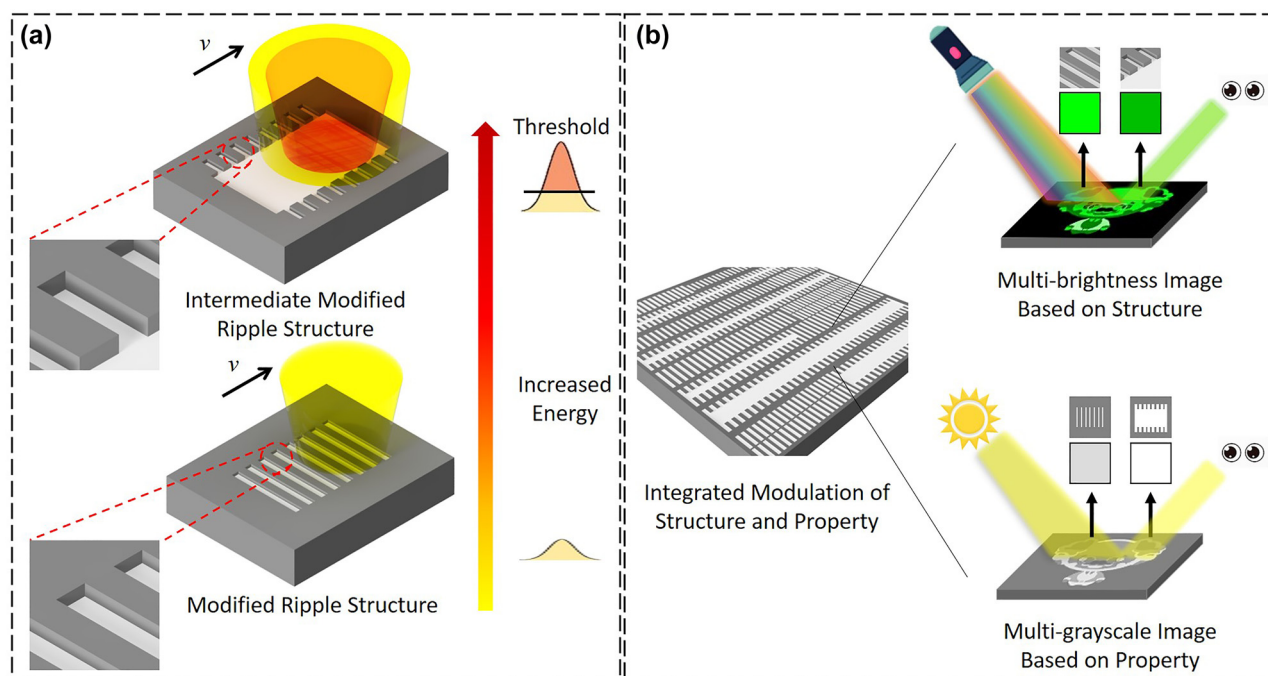 (a)
v
Threshold
Intermediate Modified
Ripple Structure
v
Increased
Energy
Modified Ripple Structure
(b)
Multi-brightness Image
Based on Structure
Integrated Modulation of
Structure and Property
Multi-grayscale Image
Based on Property